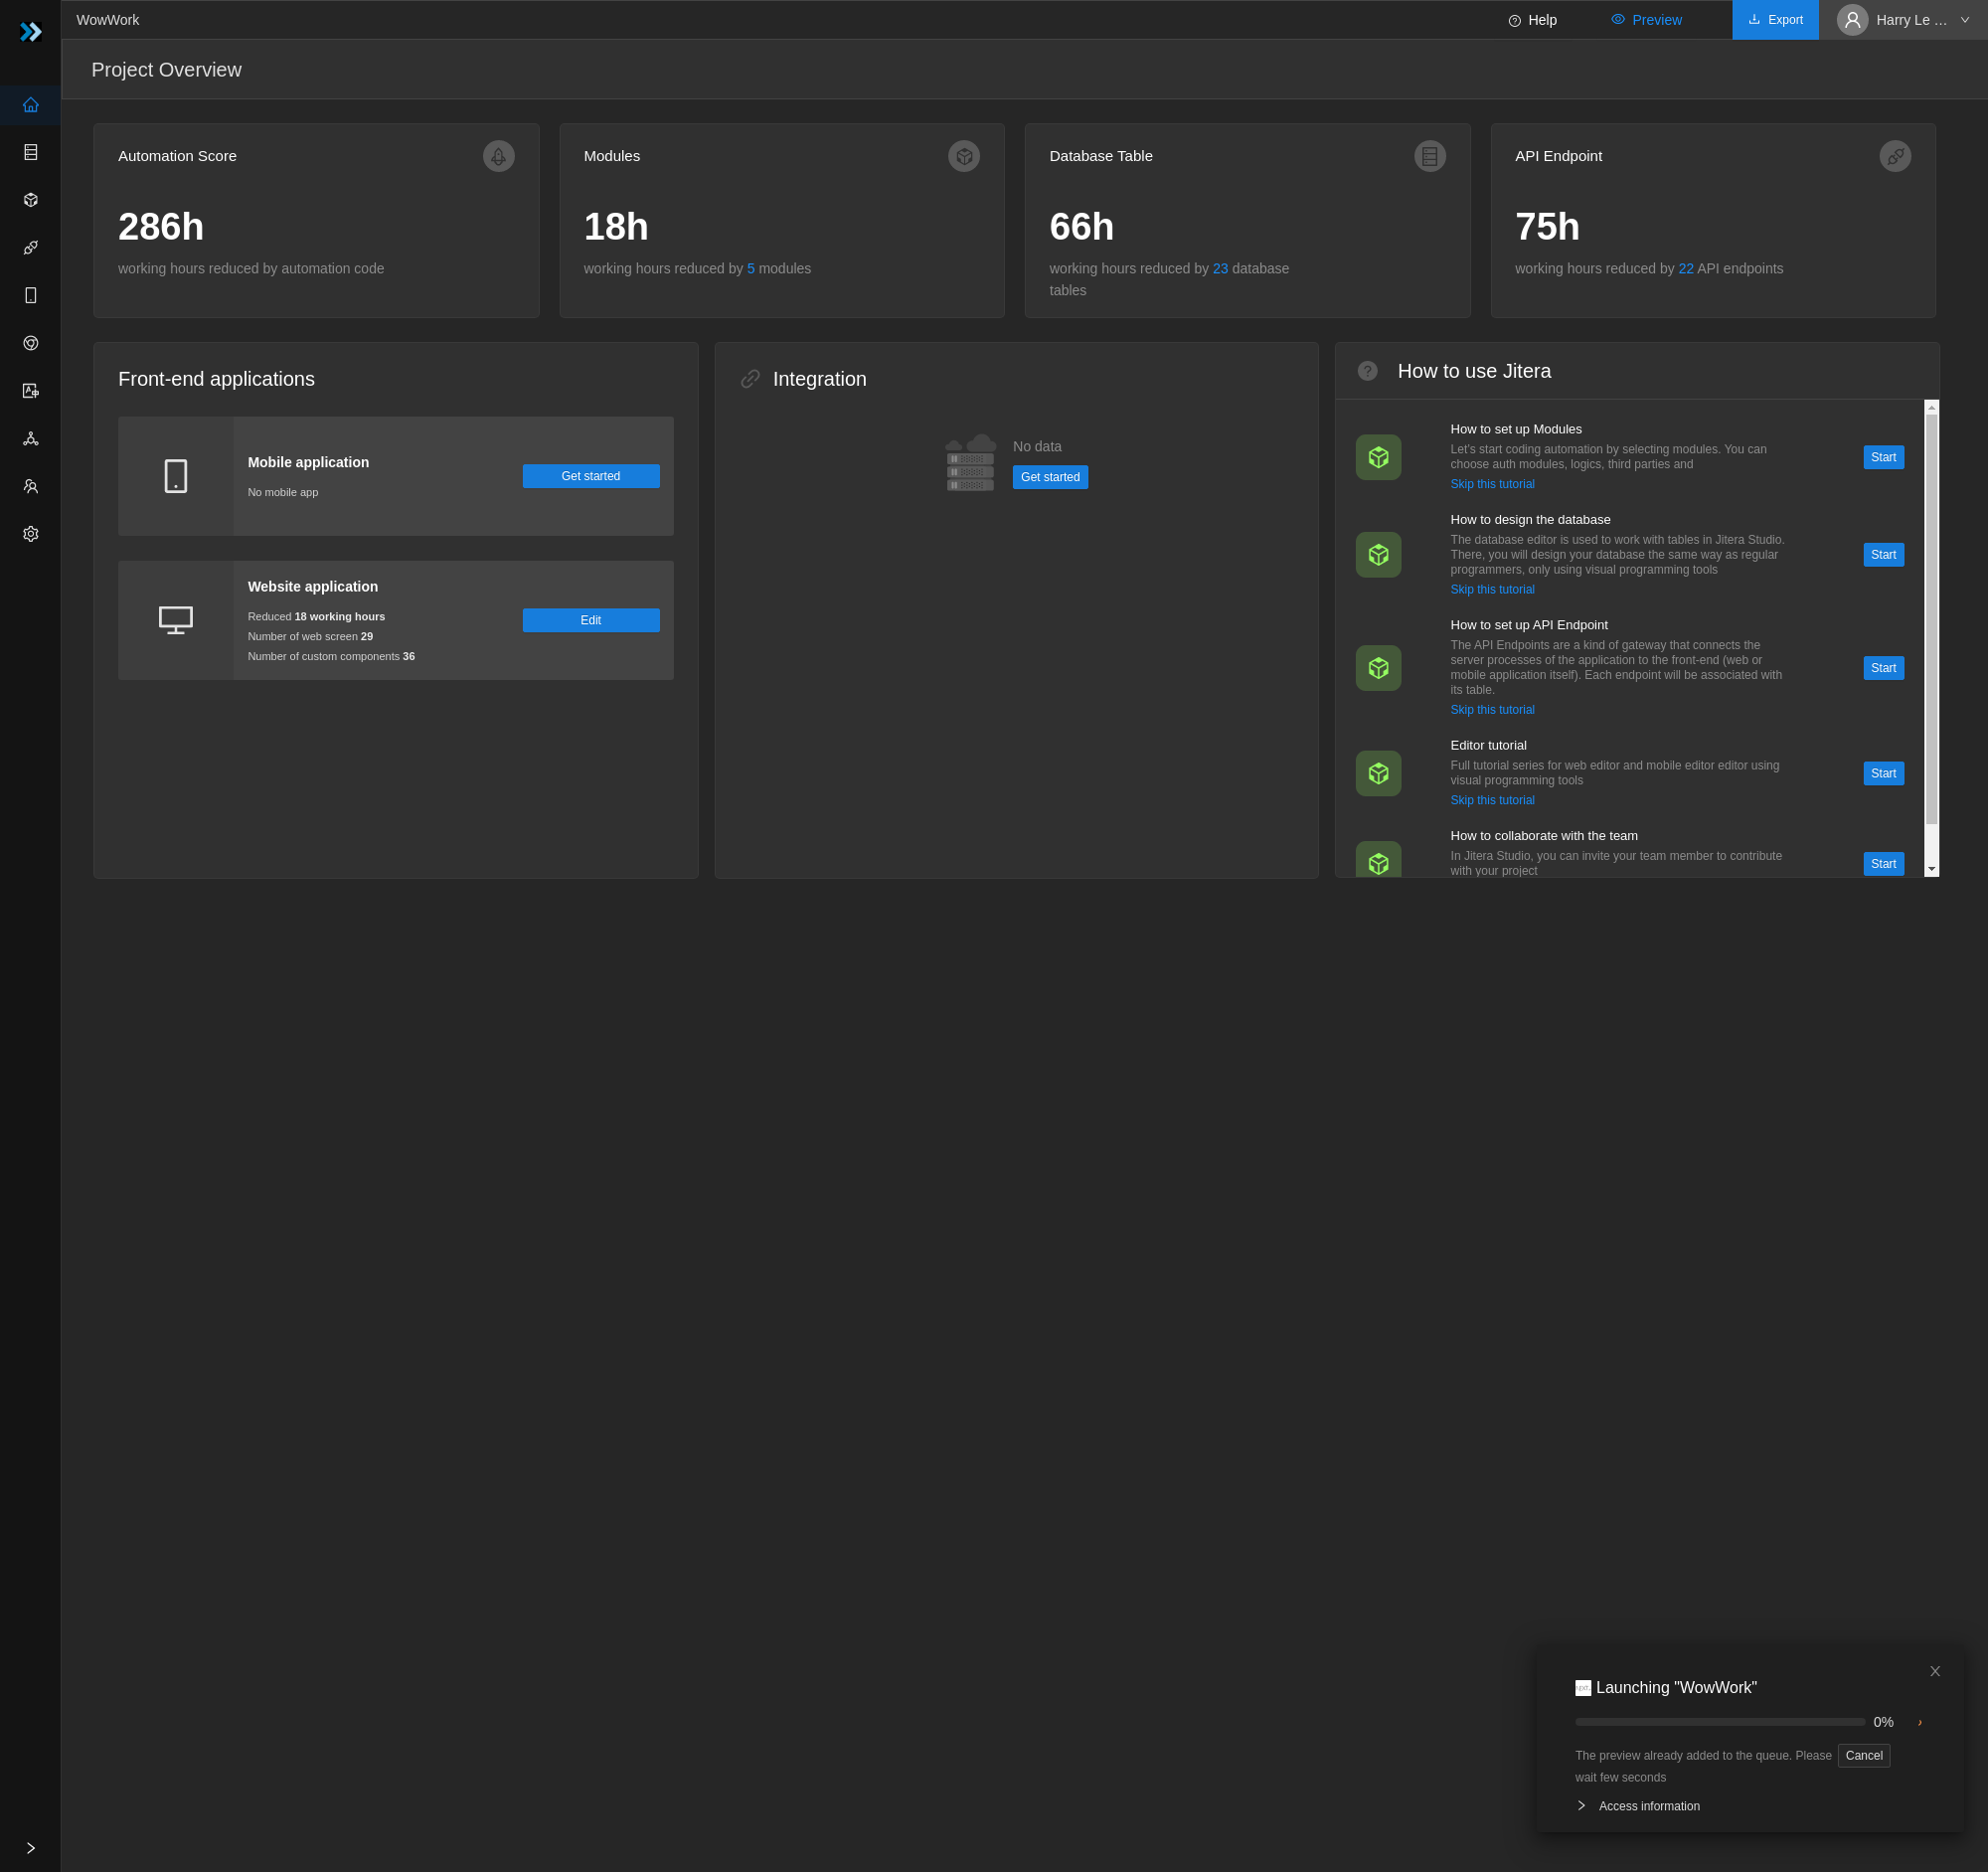 WowWork
Help
Preview
Export
Harry Le ...
Project Overview
Automation Score
286h
working hours reduced by automation code
Modules
18h
working hours reduced by 5 modules
Database Table
66h
working hours reduced by 23 database
tables
API Endpoint
75h
working hours reduced by 22 API endpoints
Front-end applications
Mobile application
No mobile app
Get started
Website application
Reduced 18 working hours
Number of web screen 29
Number of custom components 36
Edit
Integration
No data
Get started
How to use Jitera
How to set up Modules
Let's start coding automation by selecting modules. You can
choose auth modules, logics, third parties and
Skip this tutorial
Start
How to design the database
The database editor is used to work with tables in Jitera Studio.
There, you will design your database the same way as regular
programmers, only using visual programming tools
Skip this tutorial
Start
How to set up API Endpoint
The API Endpoints are a kind of gateway that connects the
server processes of the application to the front-end (web or
mobile application itself). Each endpoint will be associated with
its table.
Skip this tutorial
Start
Editor tutorial
Full tutorial series for web editor and mobile editor editor using
visual programming tools
Skip this tutorial
Start
How to collaborate with the team
In Jitera Studio, you can invite your team member to contribute
with your project
Start
Launching "WowWork"
0%
The preview already added to the queue. Please
wait few seconds
Cancel
Access information